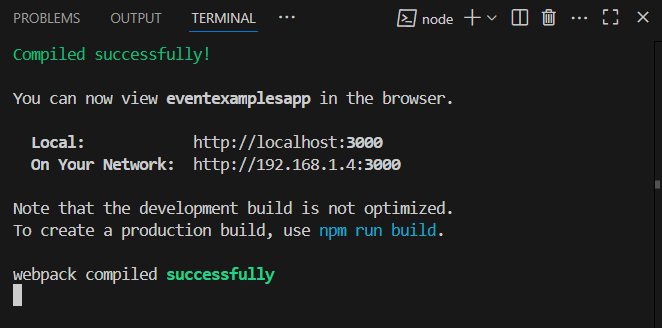 PROBLEMS OUTPUT TERMINAL ··· node
Compiled successfully!
You can now view eventexamplesapp in the browser.
Local: http://localhost:3000
On Your Network: http://192.168.1.4:3000
Note that the development build is not optimized.
To create a production build, use npm run build.
webpack compiled successfully